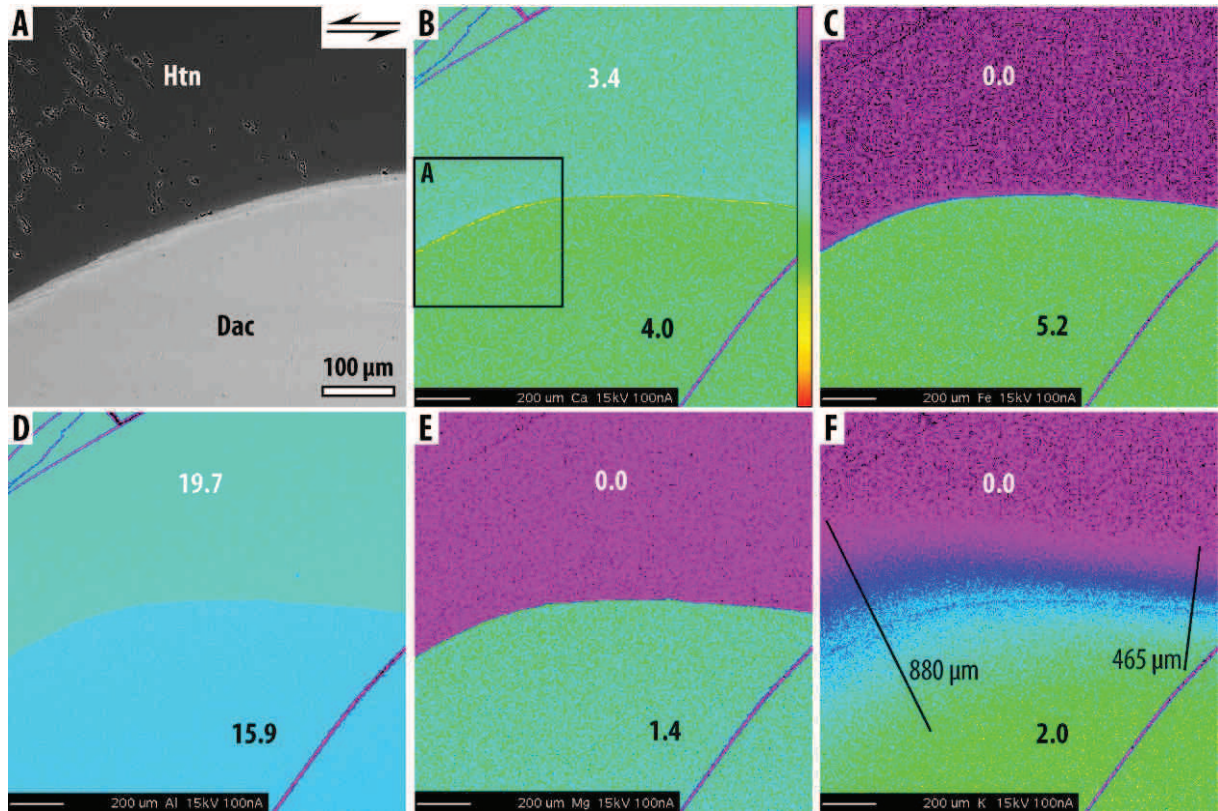 A
Htn
Dac
100 µm
B
3.4
A
4.0
200 um Ca 15kV 100nA
C
0.0
5.2
200 um Fe 15kV 100nA
D
19.7
15.9
200 um Al 15kV 100nA
E
0.0
1.4
200 um Mg 15kV 100nA
F
0.0
880 µm
465 µm
2.0
200 um K 15kV 100nA